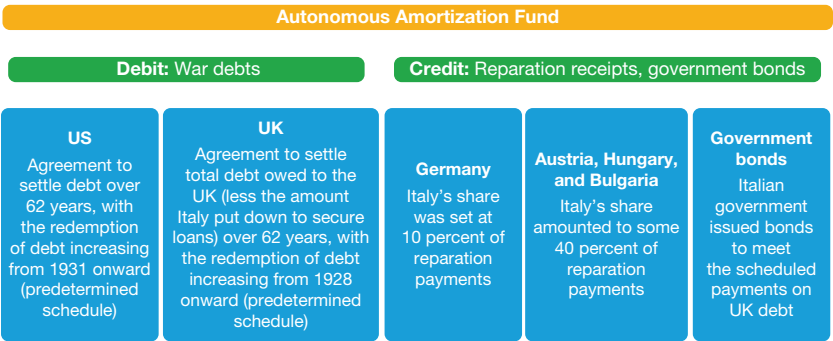 Autonomous Amortization Fund
Debit: War debts
Credit: Reparation receipts, government bonds
US
Agreement to
settle debt over
62 years, with
the redemption
of debt increasing
from 1931 onward
(predetermined
schedule)
UK
Agreement to settle
total debt owed to the
UK (less the amount
Italy put down to secure
loans) over 62 years, with
the redemption of debt
increasing from 1928
onward (predetermined
schedule)
Germany
Italy's share
was set at
10 percent of
reparation
payments
Austria, Hungary,
and Bulgaria
Italy's share
amounted to some
40 percent of
reparation
payments
Government
bonds
Italian
government
issued bonds
to meet
the scheduled
payments on
UK debt